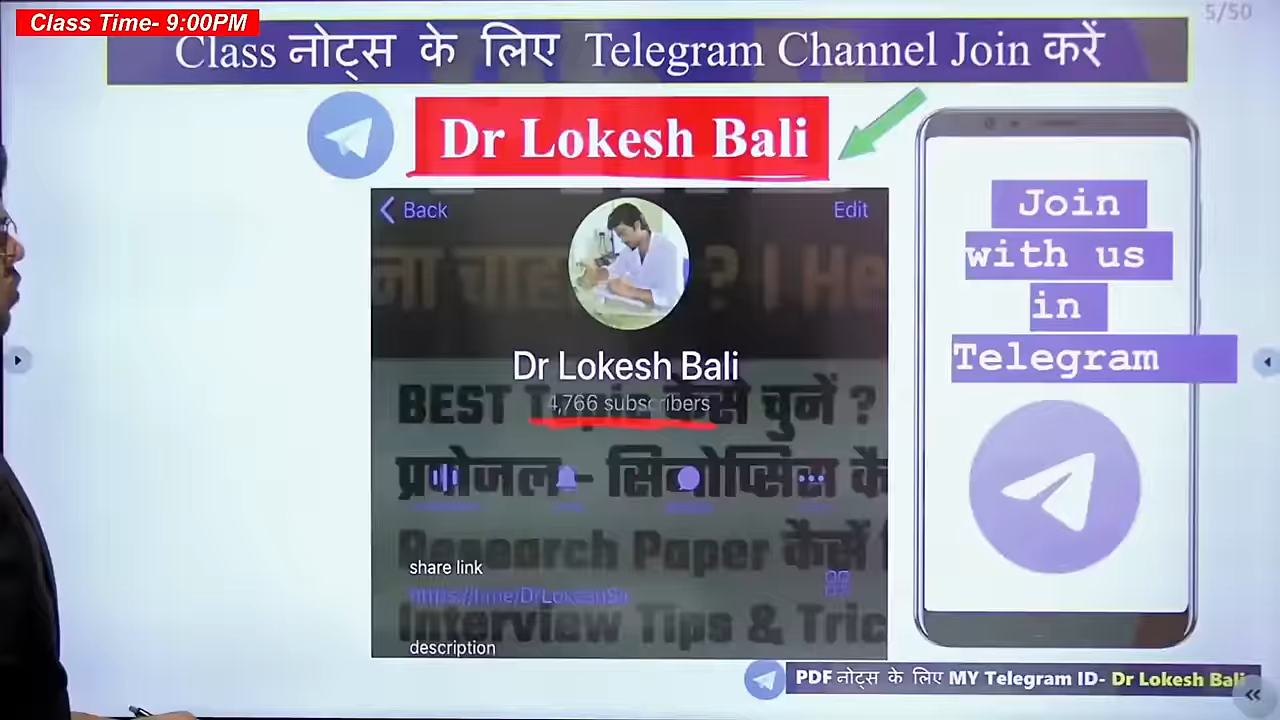 Class Time- 9:00PM
5/50
Class नोट्स के लिए Telegram Channel Join करें
Dr Lokesh Bali
Back
Edit
ना चाह ? I He
Dr Lokesh Bali
4,766 subscribers
BEST Topic कैसे चुनें ?
प्रपोजल - सिनोप्सिस कै
Research Paper कैसें
share link
Interview Tips & Tric
description
Join
with us
in
Telegram
PDF नोट्स के लिए MY Telegram ID- Dr Lokesh Bali